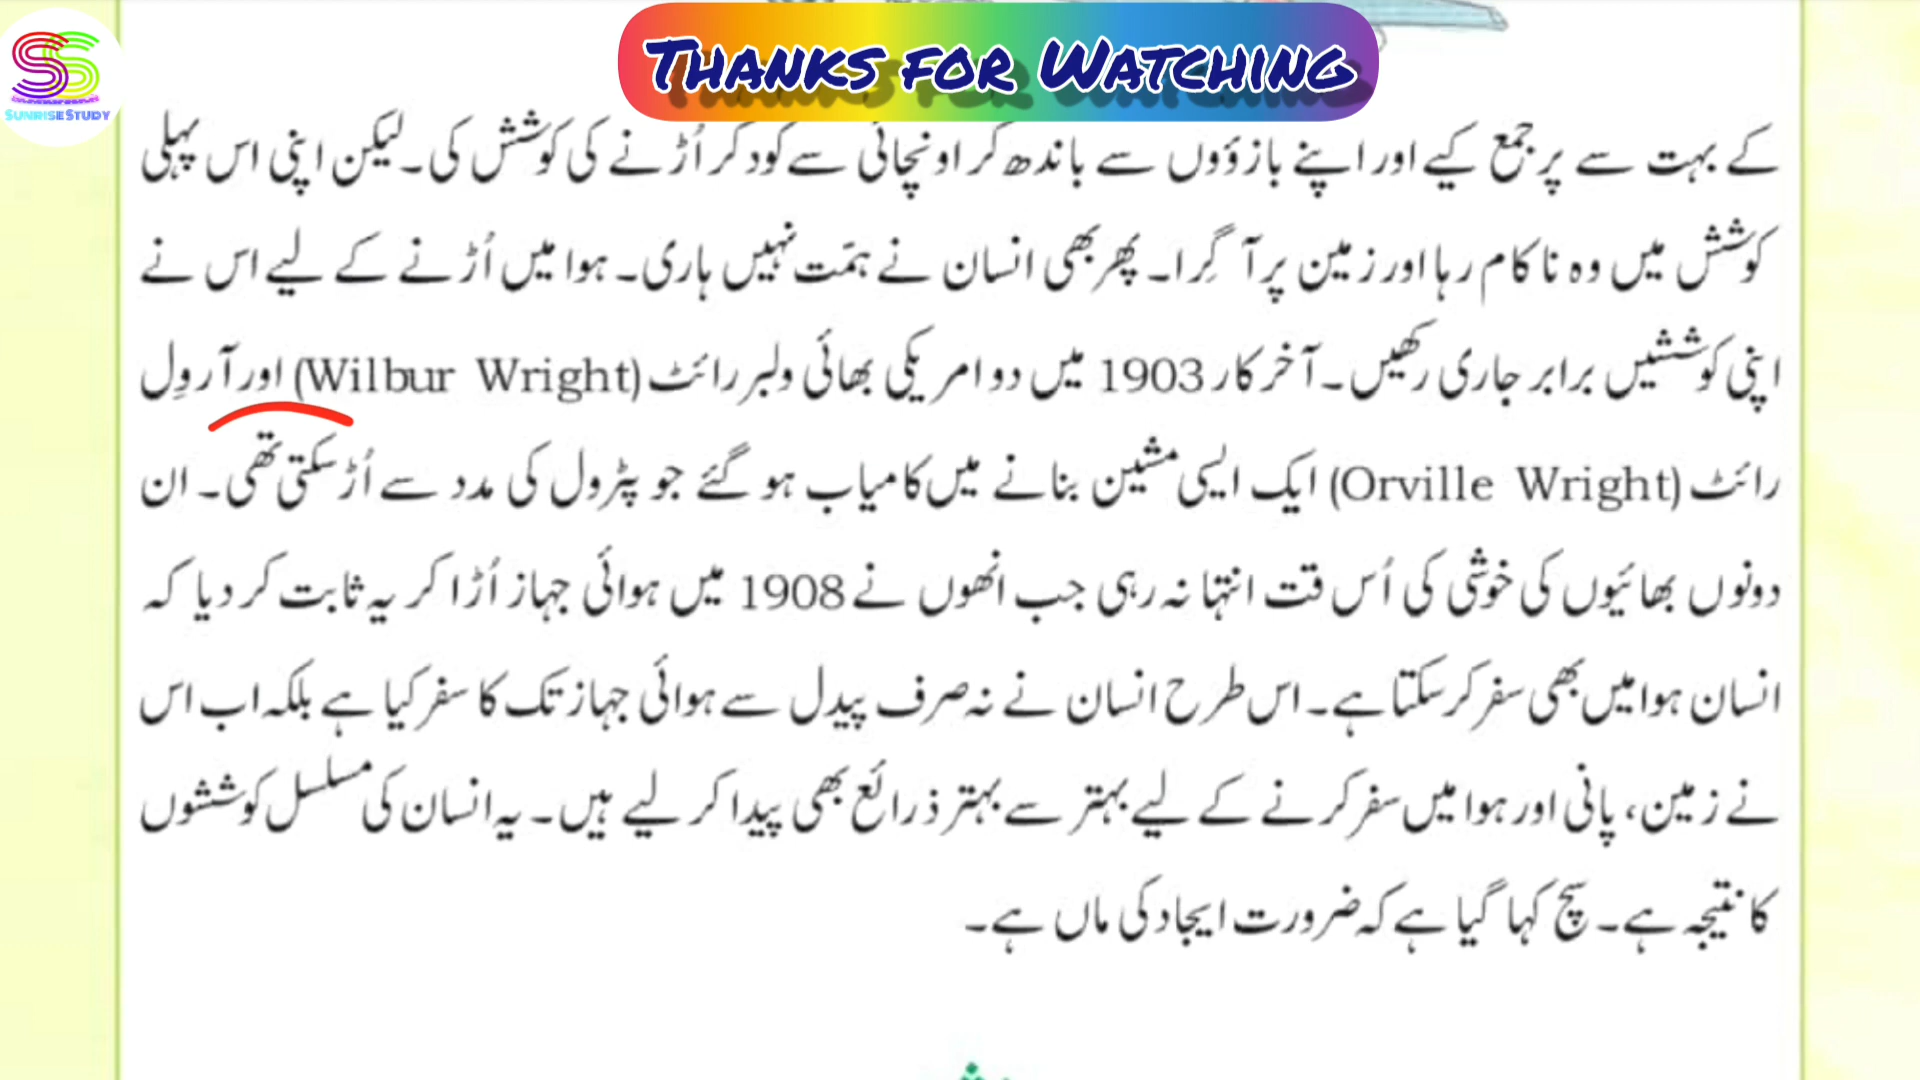 THANKS FOR WATCHING
SS
SUNRISE STUDY
کے بہت سے پر جمع کیے اور اپنے بازوؤں سے باندھ کر اونچائی سے کود کر اُڑنے کی کوشش کی۔ لیکن اپنی اس پہلی
کوشش میں وہ ناکام رہا اور زمین پر آ گِرا۔ پھر بھی انسان نے ہمّت نہیں ہاری۔ ہوا میں اُڑنے کے لیے اس نے
اپنی کوششیں برابر جاری رکھیں۔ آخر کار 1903 میں دو امریکی بھائی ولبر رائٹ (Wilbur Wright) اور آروِل
رائٹ (Orville Wright) ایک ایسی مشین بنانے میں کامیاب ہو گئے جو پٹرول کی مدد سے اُڑ سکتی تھی۔ ان
دونوں بھائیوں کی خوشی کی اُس قت انتہا نہ رہی جب انھوں نے 1908 میں ہوائی جہاز اُڑا کر یہ ثابت کر دیا کہ
انسان ہوا میں بھی سفر کر سکتا ہے۔ اس طرح انسان نے نہ صرف پیدل سے ہوائی جہاز تک کا سفر کیا ہے بلکہ اب اس
نے زمین، پانی اور ہوا میں سفر کرنے کے لیے بہتر سے بہتر ذرائع بھی پیدا کر لیے ہیں۔ یہ انسان کی مسلسل کوششوں
کا نتیجہ ہے۔ سچ کہا گیا ہے کہ ضرورت ایجاد کی ماں ہے۔